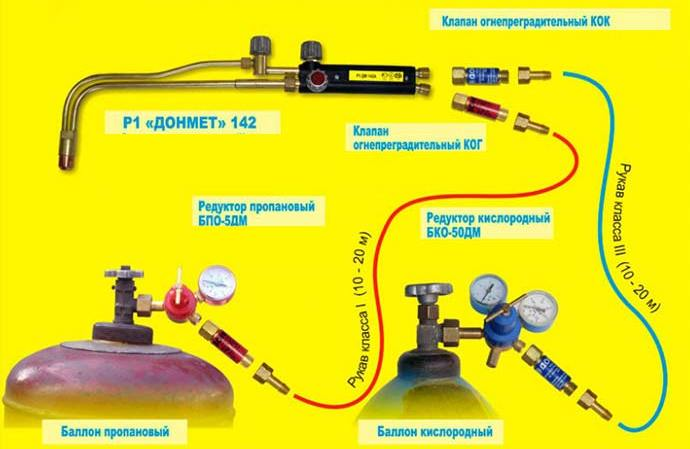 Клапан огнепреградительный КОК
Р1 «ДОНМЕТ» 142
Клапан
огнепреградительный КОГ
Редуктор пропановый
БПО-5ДМ
Редуктор кислородный
БКО-50ДМ
Рукав класса I (10 - 20 м)
Рукав класса III (10 - 20 м)
Баллон пропановый
Баллон кислородный